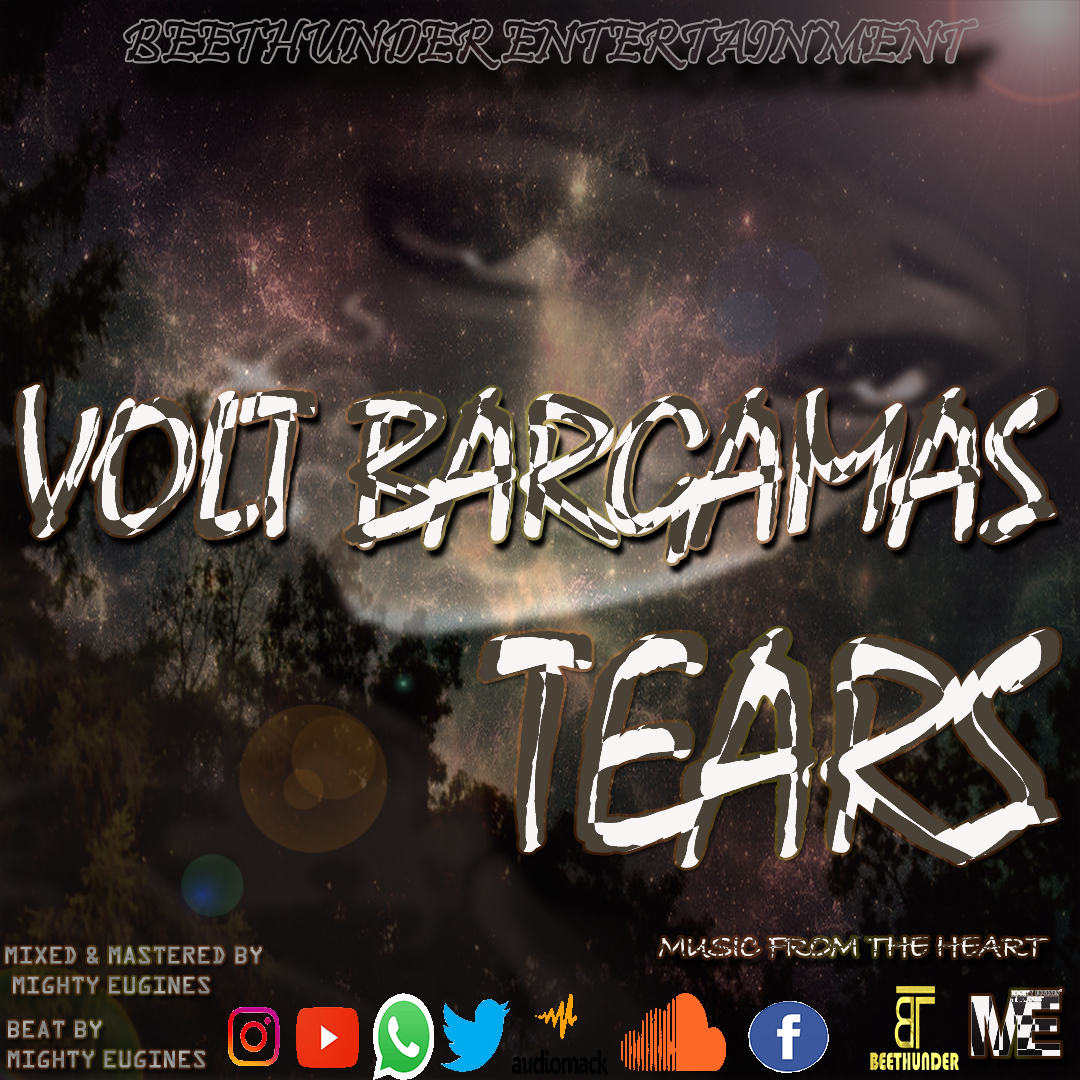 BEETHUNDER ENTERTAINMENT
VOLT BARGAMAS
TEARS
MUSIC FROM THE HEART
MIXED & MASTERED BY
MIGHTY EUGINES
BEAT BY
MIGHTY EUGINES
audiomack
f
BT
BEETHUNDER
ME